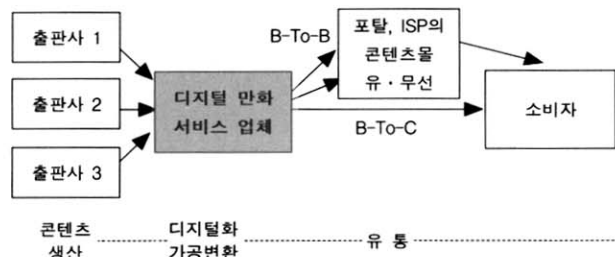 출판사 1
출판사 2
출판사 3
디지털 만화
서비스 업체
B-To-B
포탈, ISP의
콘텐츠몰
유 · 무선
B-To-C
소비자
콘텐츠
생산
디지털화
가공변환
유 통